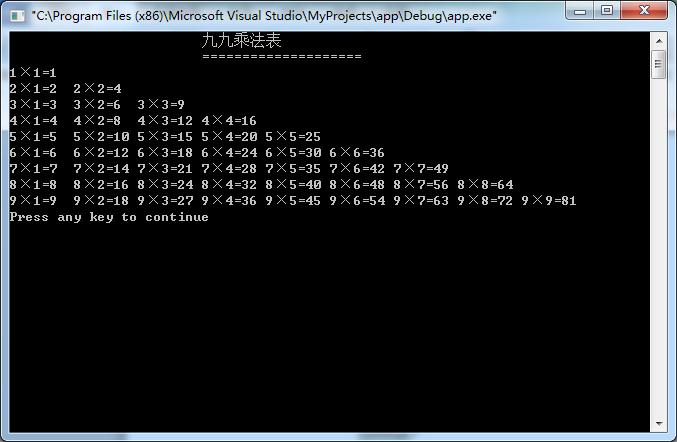 "C:\Program Files (x86)\Microsoft Visual Studio\MyProjects\app\Debug\app.exe"
九九乘法表
====================
1×1=1
2×1=2  2×2=4
3×1=3  3×2=6  3×3=9
4×1=4  4×2=8  4×3=12 4×4=16
5×1=5  5×2=10 5×3=15 5×4=20 5×5=25
6×1=6  6×2=12 6×3=18 6×4=24 6×5=30 6×6=36
7×1=7  7×2=14 7×3=21 7×4=28 7×5=35 7×6=42 7×7=49
8×1=8  8×2=16 8×3=24 8×4=32 8×5=40 8×6=48 8×7=56 8×8=64
9×1=9  9×2=18 9×3=27 9×4=36 9×5=45 9×6=54 9×7=63 9×8=72 9×9=81
Press any key to continue